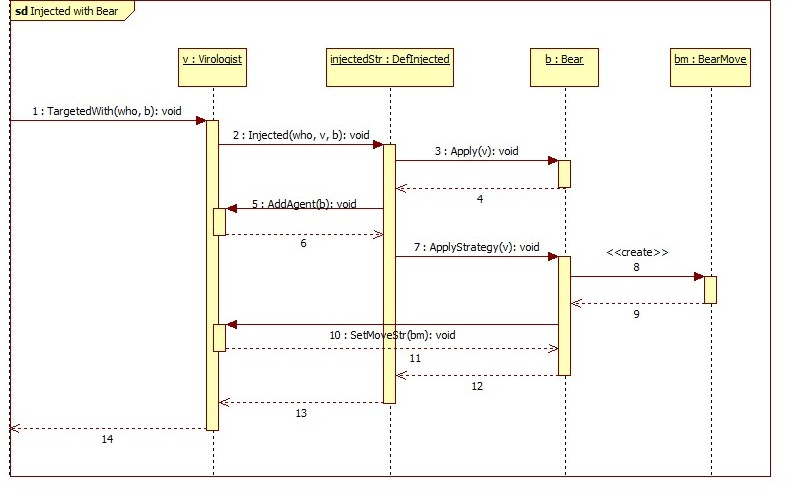 sd Injected with Bear
v : Virologist
injectedStr : DefInjected
b : Bear
bm : BearMove
1 : TargetedWith(who, b): void
2 : Injected(who, v, b): void
3 : Apply(v): void
4
5 : AddAgent(b): void
6
7 : ApplyStrategy(v): void
<<create>>
8
9
10 : SetMoveStr(bm): void
11
12
13
14